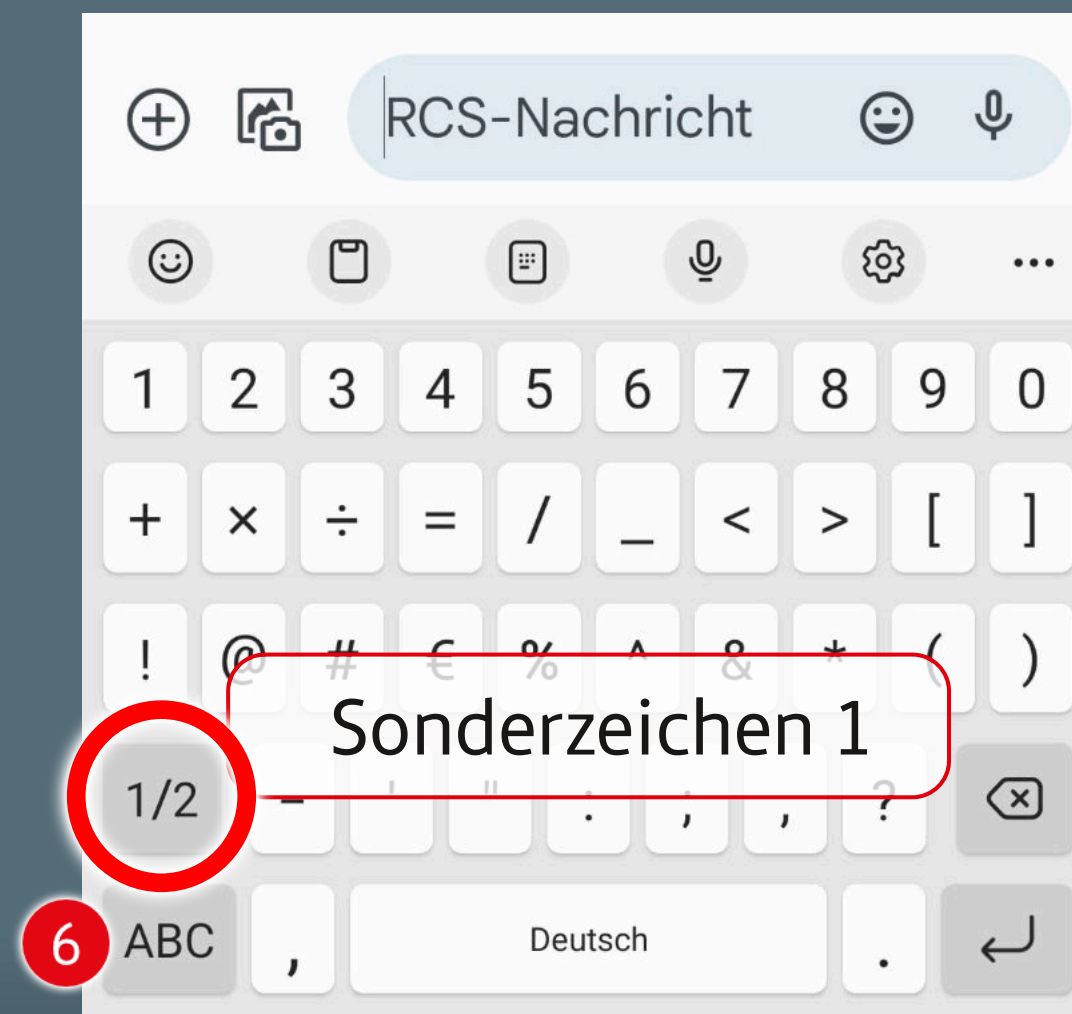 RCS-Nachricht
1 2 3 4 5 6 7 8 9 0
+ × ÷ = / _ < > [ ]
! @ # € % ^ & * ( )
Sonderzeichen 1
1/2 - ' " : ; , ?
6 ABC , Deutsch .